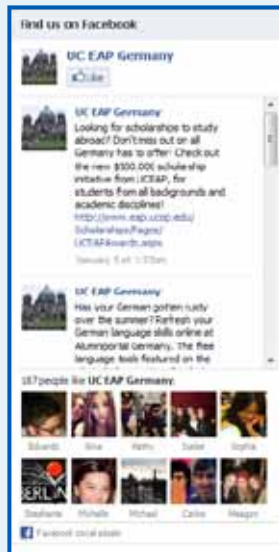 Find us on Facebook
UC EAP Germany
Like
UC EAP Germany
Looking for scholarships to study
abroad? Don't miss out on all
Germany has to offer! Check out
the new $500.000 scholarship
initiative from UCEAP, for
students from all backgrounds and
academic disciplines!
http://www.eap.ucop.edu/
Scholarships/Pages/
UCEAPAwards.aspx
January 5 at
UC EAP Germany
Has your German gotten rusty
over the summer? Refresh your
German language skills online at
Alumniportal Germany. The free
language tools featured on the
187 people like UC EAP Germany.
Eduardo
Kathy
Sophia
BERLIN
Stephanie
Michelle
Michael
Carlos
Meagan
Facebook social plugin